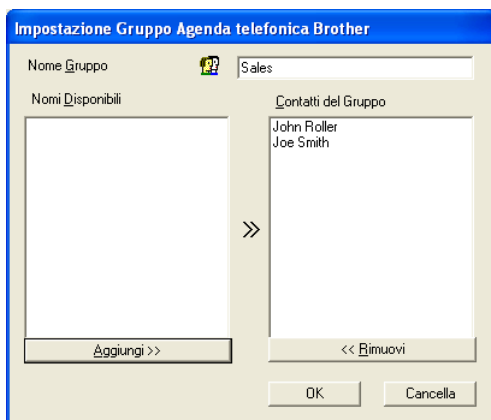 Impostazione Gruppo Agenda telefonica Brother
Nome Gruppo
Sales
Nomi Disponibili
Contatti del Gruppo
John Roller
Joe Smith
Aggiungi >>
<< Rimuovi
OK
Cancella